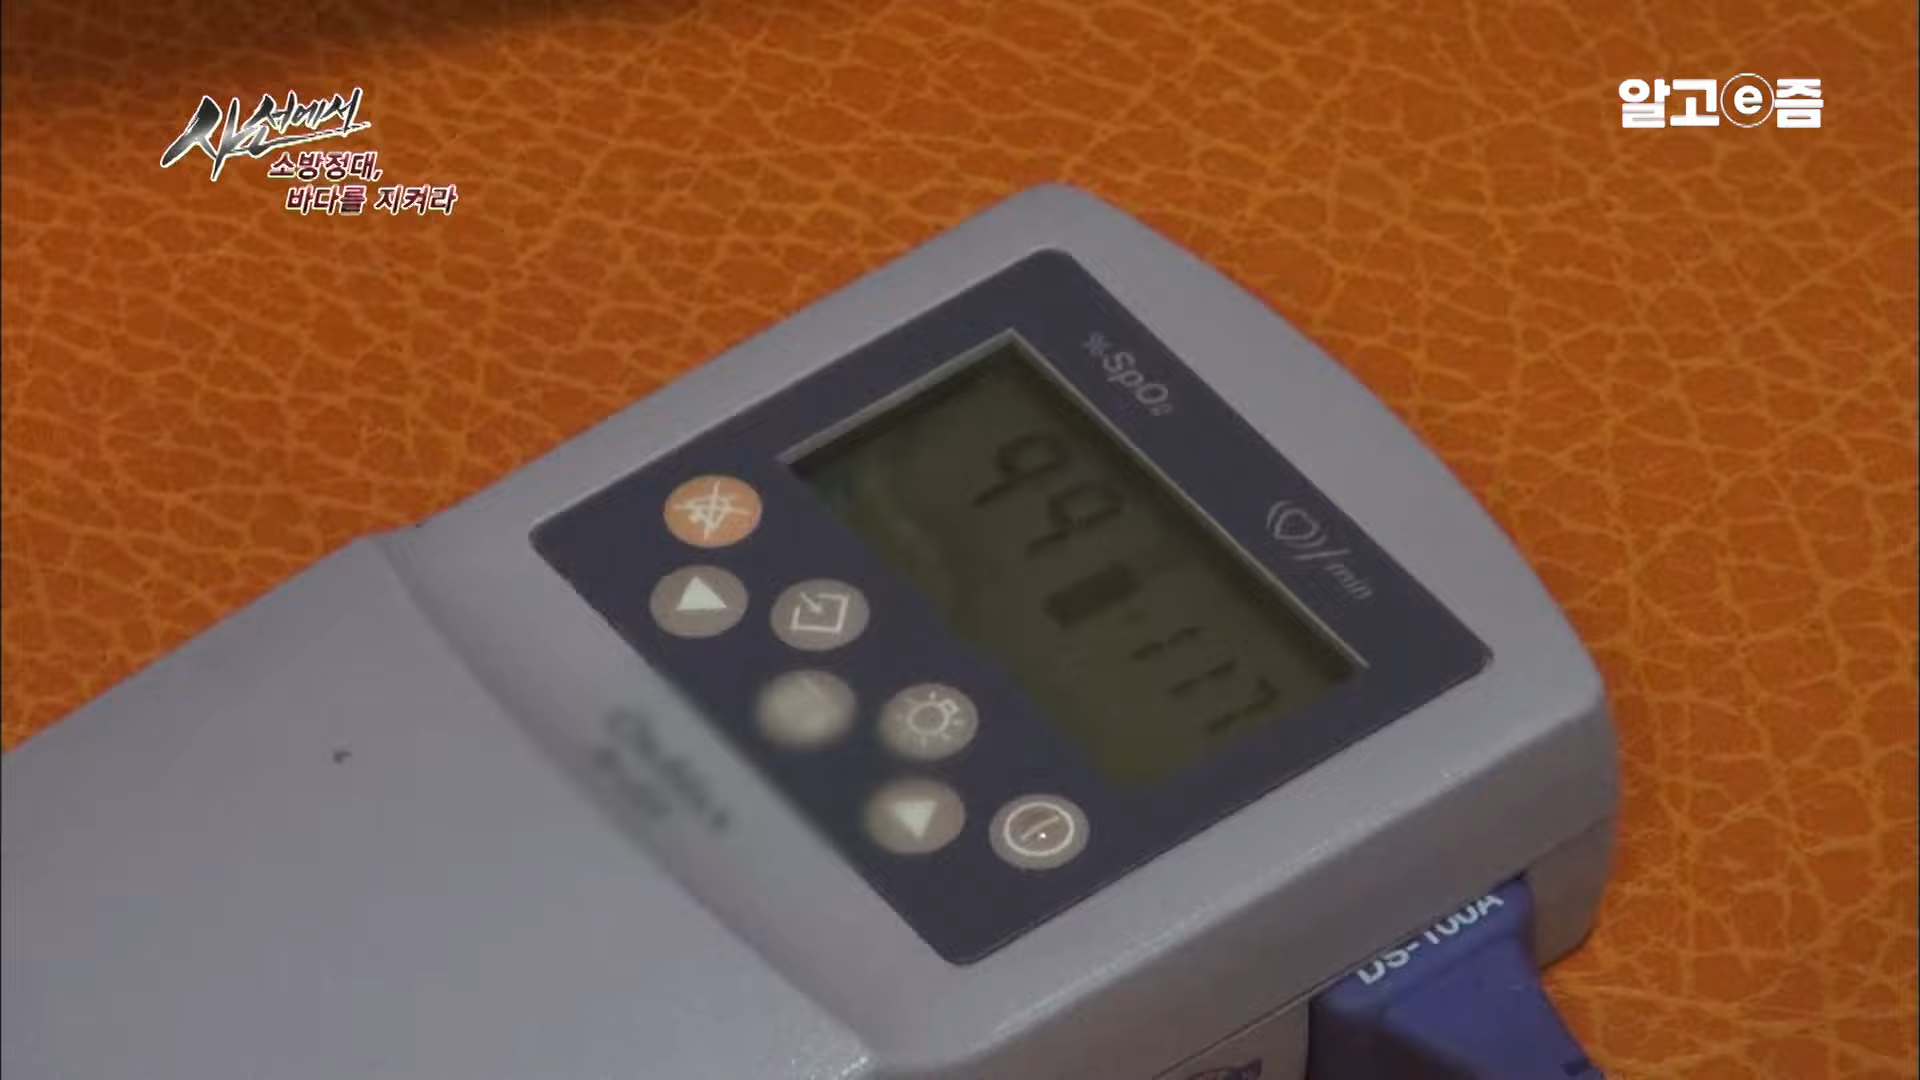 사선에서
소방정대,
바다를 지켜라
알고e즘
%SpO₂
/min
99
117
DS-100A